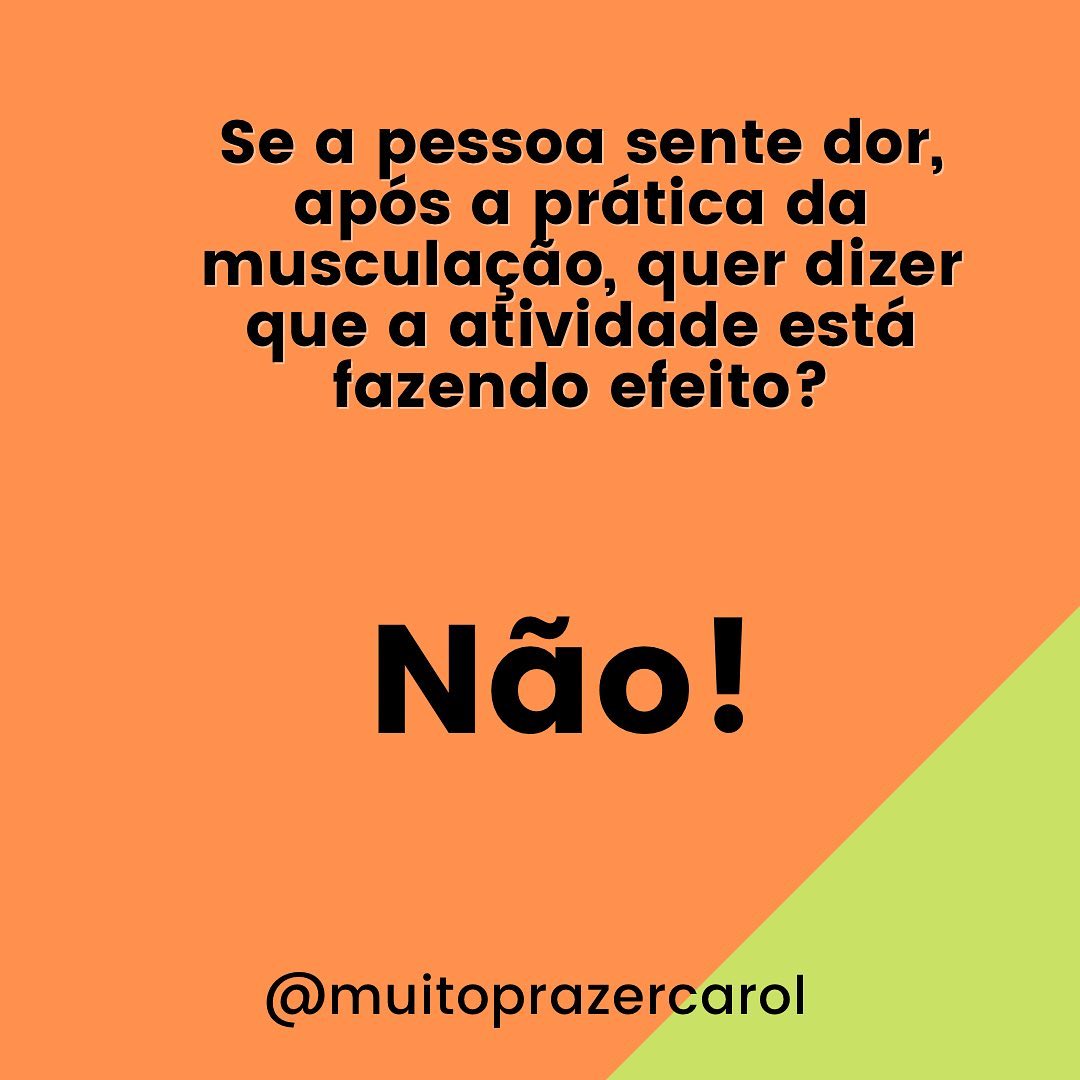 Se a pessoa sente dor,
após a prática da
musculação, quer dizer
que a atividade está
fazendo efeito?
Não!
@muitoprazercarol